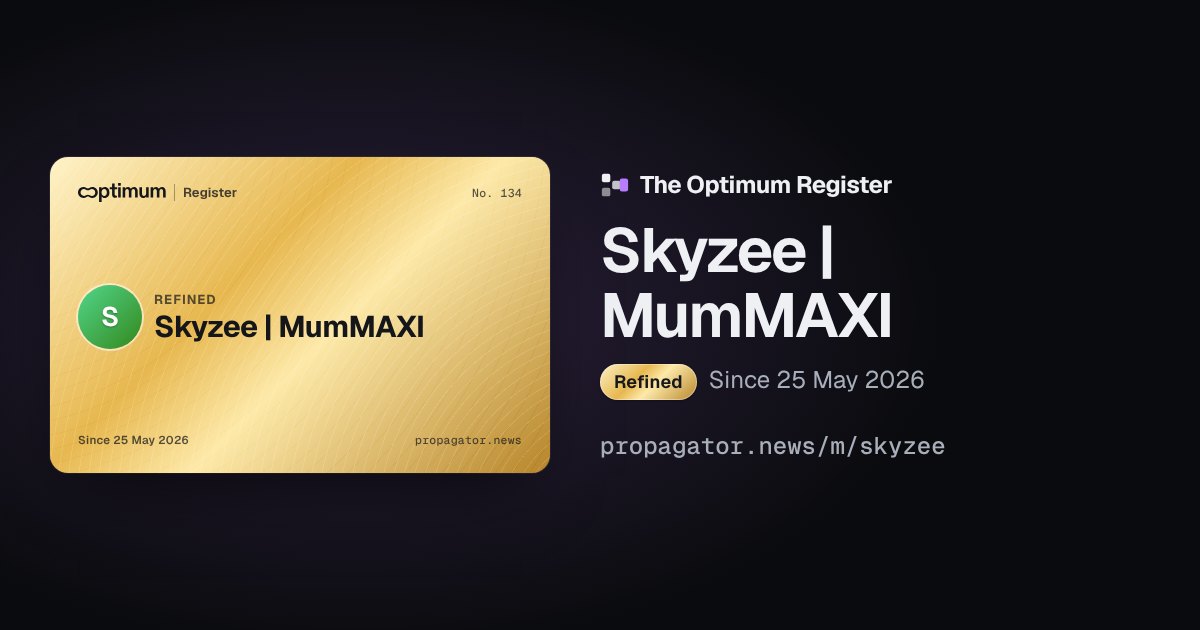 optimum | Register
No. 134
S
REFINED
Skyzee | MumMAXI
Since 25 May 2026
propagator.news
The Optimum Register
Skyzee |
MumMAXI
Refined
Since 25 May 2026
propagator.news/m/skyzee